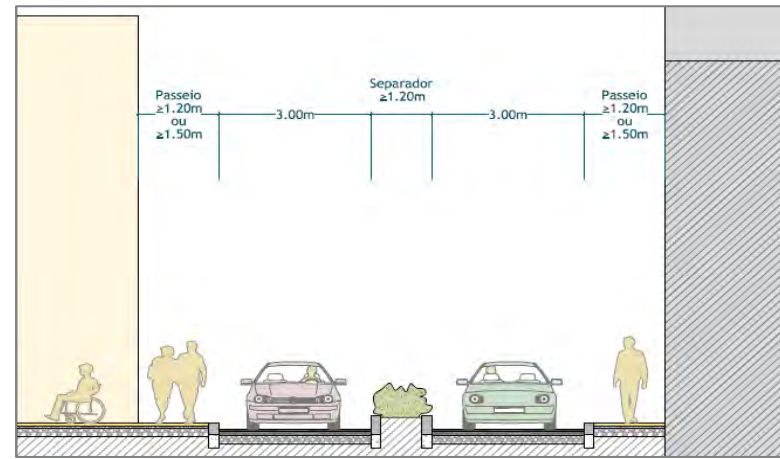 Passeio
≥1.20m
ou
≥1.50m
3.00m
Separador
≥1.20m
3.00m
Passeio
≥1.20m
ou
≥1.50m